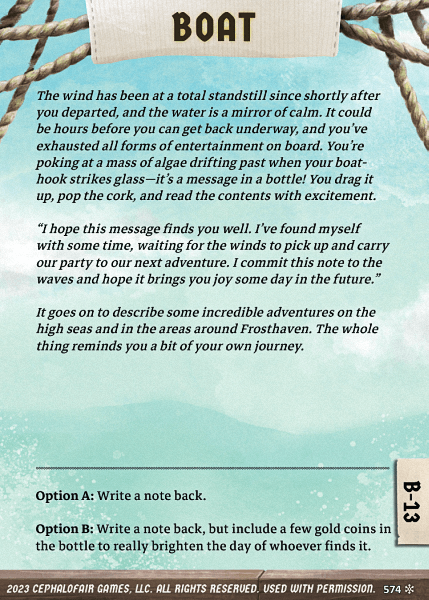 BOAT
The wind has been at a total standstill since shortly after
you departed, and the water is a mirror of calm. It could
be hours before you can get back underway, and you’ve
exhausted all forms of entertainment on board. You’re
poking at a mass of algae drifting past when your boat-
hook strikes glass—it’s a message in a bottle! You drag it
up, pop the cork, and read the contents with excitement.
“I hope this message finds you well. I’ve found myself
with some time, waiting for the winds to pick up and carry
our party to our next adventure. I commit this note to the
waves and hope it brings you joy some day in the future.”
It goes on to describe some incredible adventures on the
high seas and in the areas around Frosthaven. The whole
thing reminds you a bit of your own journey.
Option A: Write a note back.
Option B: Write a note back, but include a few gold coins in
the bottle to really brighten the day of whoever finds it.
B-13
2023 CEPHALOFAIR GAMES, LLC. ALL RIGHTS RESERVED. USED WITH PERMISSION. 574